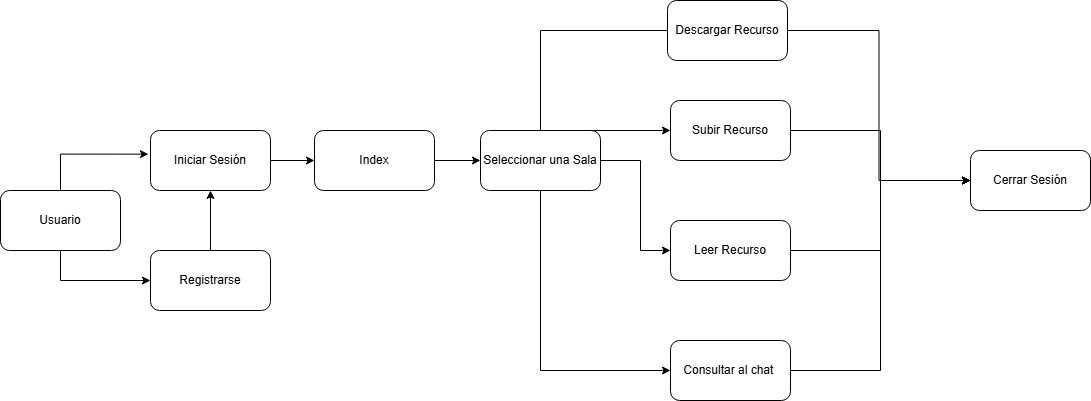 Descargar Recurso
Subir Recurso
Iniciar Sesión
Index
Seleccionar una Sala
Cerrar Sesión
Usuario
Leer Recurso
Registrarse
Consultar al chat